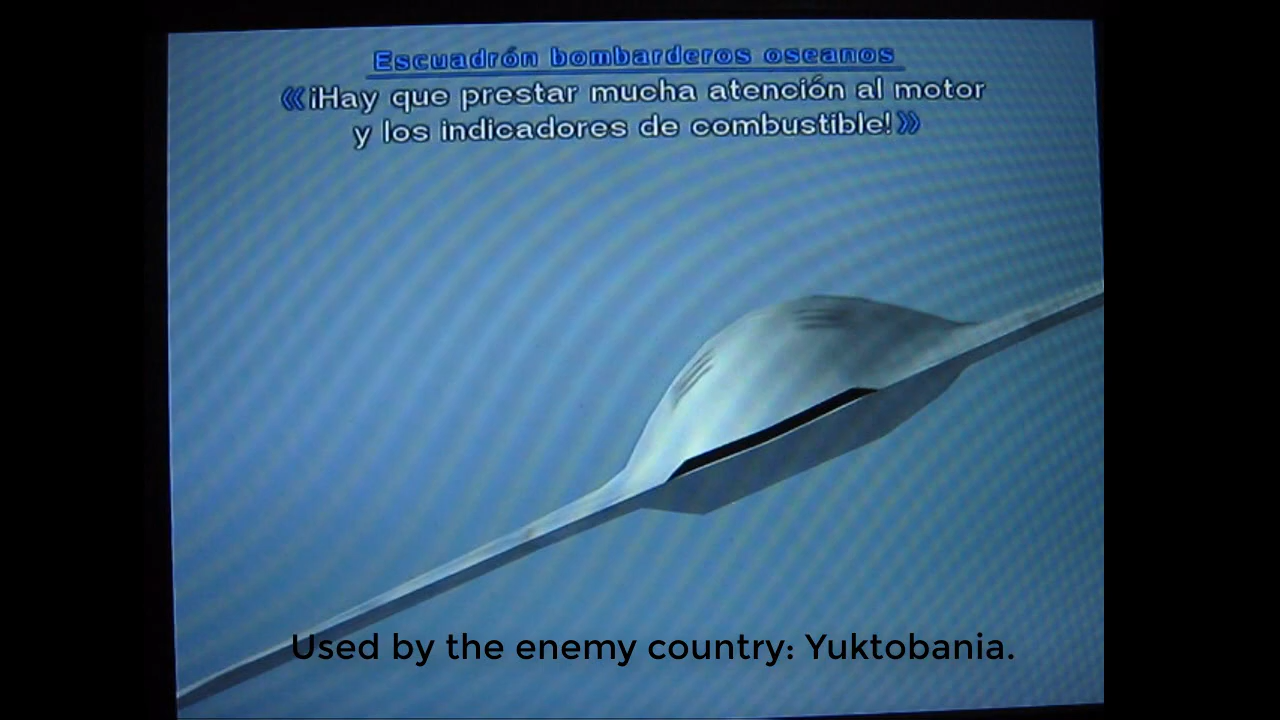 Escuadrón bombarderos oseanos
«¡Hay que prestar mucha atención al motor
y los indicadores de combustible!»
Used by the enemy country: Yuktobania.